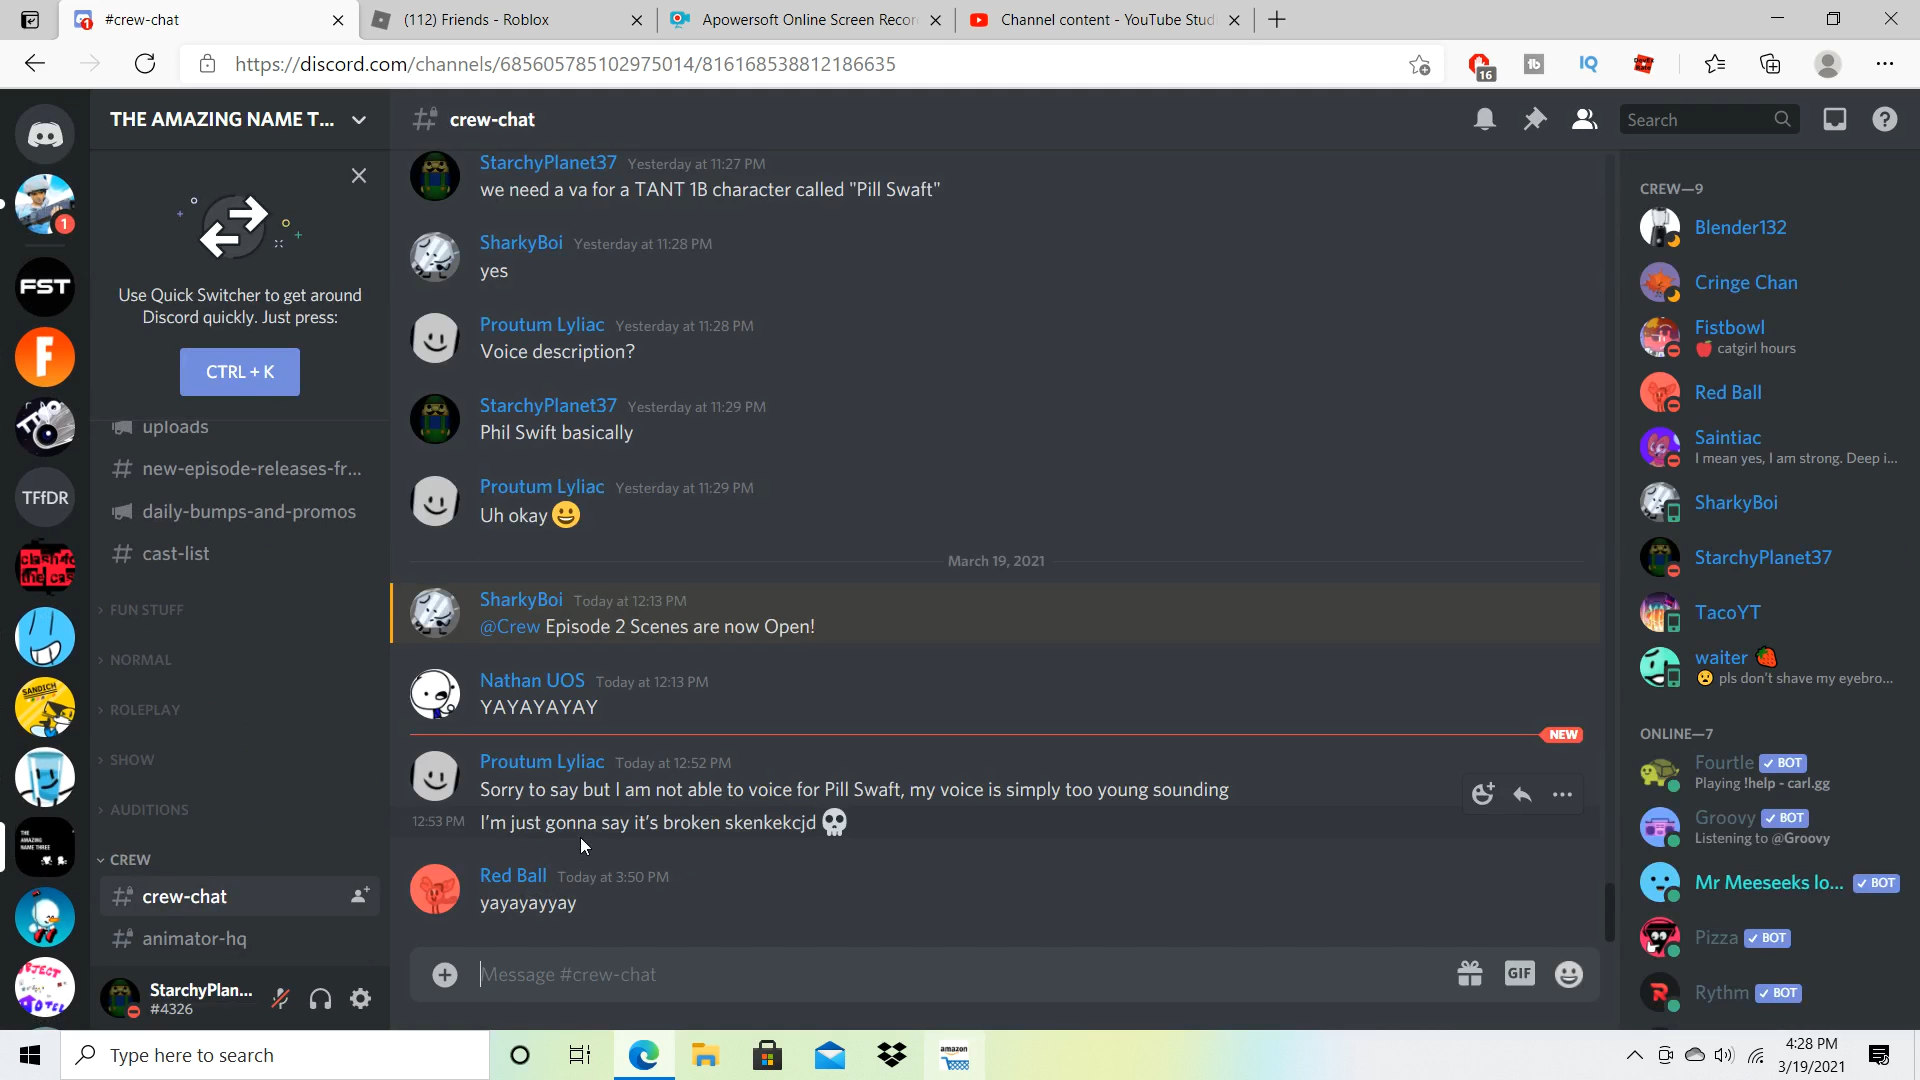 #crew-chat
(112) Friends - Roblox
Apowersoft Online Screen Recor
Channel content - YouTube Stud
https://discord.com/channels/685605785102975014/816168538812186635
16
THE AMAZING NAME T...
crew-chat
Search
Use Quick Switcher to get around
Discord quickly. Just press:
CTRL + K
uploads
new-episode-releases-fr...
daily-bumps-and-promos
cast-list
FUN STUFF
NORMAL
ROLEPLAY
SHOW
AUDITIONS
CREW
crew-chat
animator-hq
StarchyPlan...
#4326
1
FST
F
TFfDR
SANDICH
THE
AMAZING
NAME THREE
StarchyPlanet37 Yesterday at 11:27 PM
we need a va for a TANT 1B character called "Pill Swaft"
SharkyBoi Yesterday at 11:28 PM
yes
Proutum Lyliac Yesterday at 11:28 PM
Voice description?
StarchyPlanet37 Yesterday at 11:29 PM
Phil Swift basically
Proutum Lyliac Yesterday at 11:29 PM
Uh okay 😀
March 19, 2021
SharkyBoi Today at 12:13 PM
@Crew Episode 2 Scenes are now Open!
Nathan UOS Today at 12:13 PM
YAYAYAYAY
NEW
Proutum Lyliac Today at 12:52 PM
Sorry to say but I am not able to voice for Pill Swaft, my voice is simply too young sounding
12:53 PM I'm just gonna say it's broken skenkekcjd 💀
Red Ball Today at 3:50 PM
yayayayyay
Message #crew-chat
GIF
CREW—9
Blender132
Cringe Chan
Fistbowl
🍎 catgirl hours
Red Ball
Saintiac
I mean yes, I am strong. Deep i...
SharkyBoi
StarchyPlanet37
TacoYT
waiter 🍓
😦 pls don't shave my eyebro...
ONLINE—7
Fourtle ✓ BOT
Playing !help - carl.gg
Groovy ✓ BOT
Listening to @Groovy
Mr Meeseeks lo... ✓ BOT
Pizza ✓ BOT
Rythm ✓ BOT
Type here to search
amazon
4:28 PM
3/19/2021